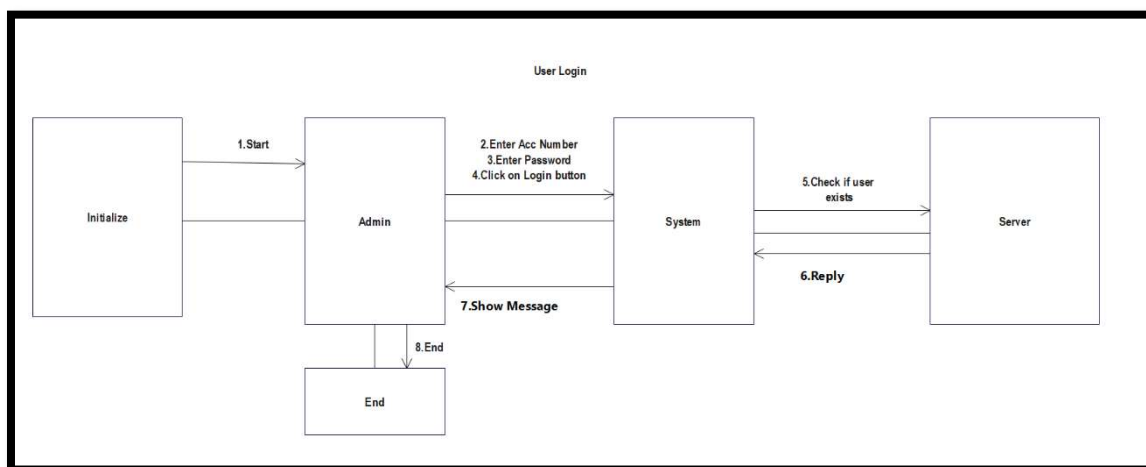 User Login
1.Start
2.Enter Acc Number
3.Enter Password
4.Click on Login button
5.Check if user
exists
Initialize
Admin
System
Server
6.Reply
7.Show Message
8.End
End